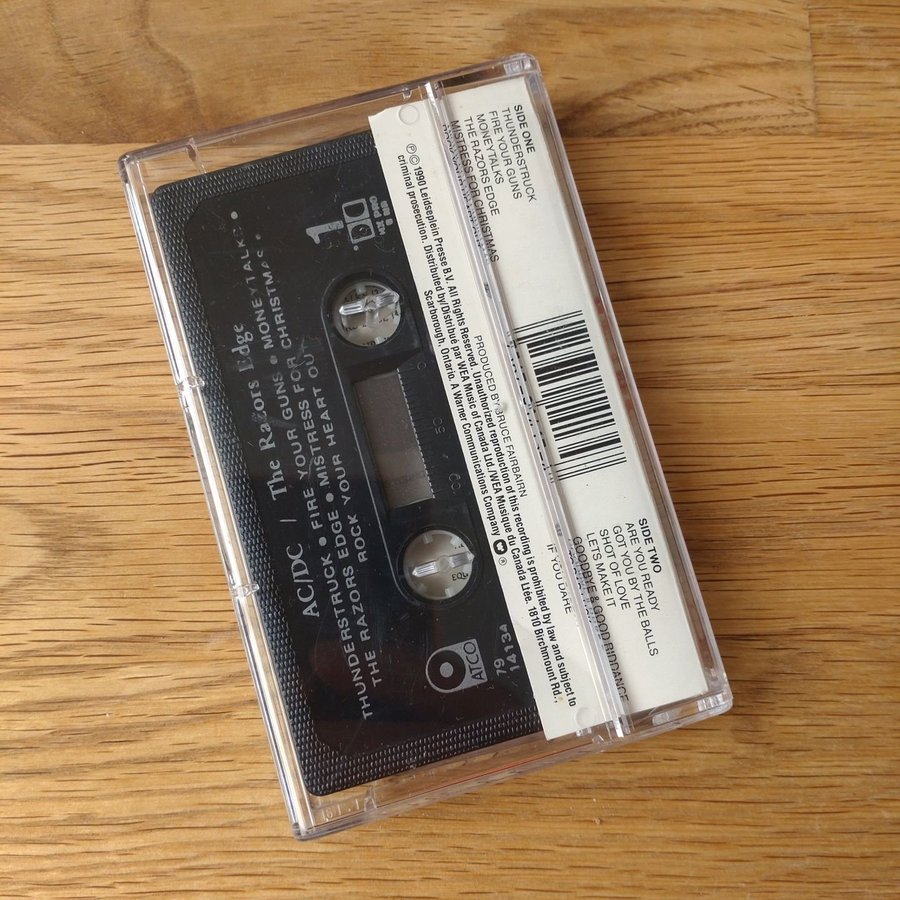 AC/DC / The Razors Edge
THUNDERSTRUCK • FIRE YOUR GUNS • MONEYTALKS •
THE RAZORS EDGE • MISTRESS FOR CHRISTMAS •
ROCK YOUR HEART OUT
1
DO
HX PRO
ATCO
79
14134
50
SIDE ONE
THUNDERSTRUCK
FIRE YOUR GUNS
MONEYTALKS
THE RAZORS EDGE
MISTRESS FOR CHRISTMAS
SIDE TWO
ARE YOU READY
GOT YOU BY THE BALLS
SHOT OF LOVE
LETS MAKE IT
GOODBYE & GOOD RIDDANCE
IF YOU DARE
PRODUCED BY BRUCE FAIRBAIRN
℗© 1990 Leidseplein Presse B.V. All Rights Reserved. Unauthorized reproduction of this recording is prohibited by law and subject to
criminal prosecution. Distributed by/Distribué par WEA Music of Canada Ltd./WEA Musique du Canada Ltée. 1810 Birchmount Rd.,
Scarborough, Ontario. A Warner Communications Company ®